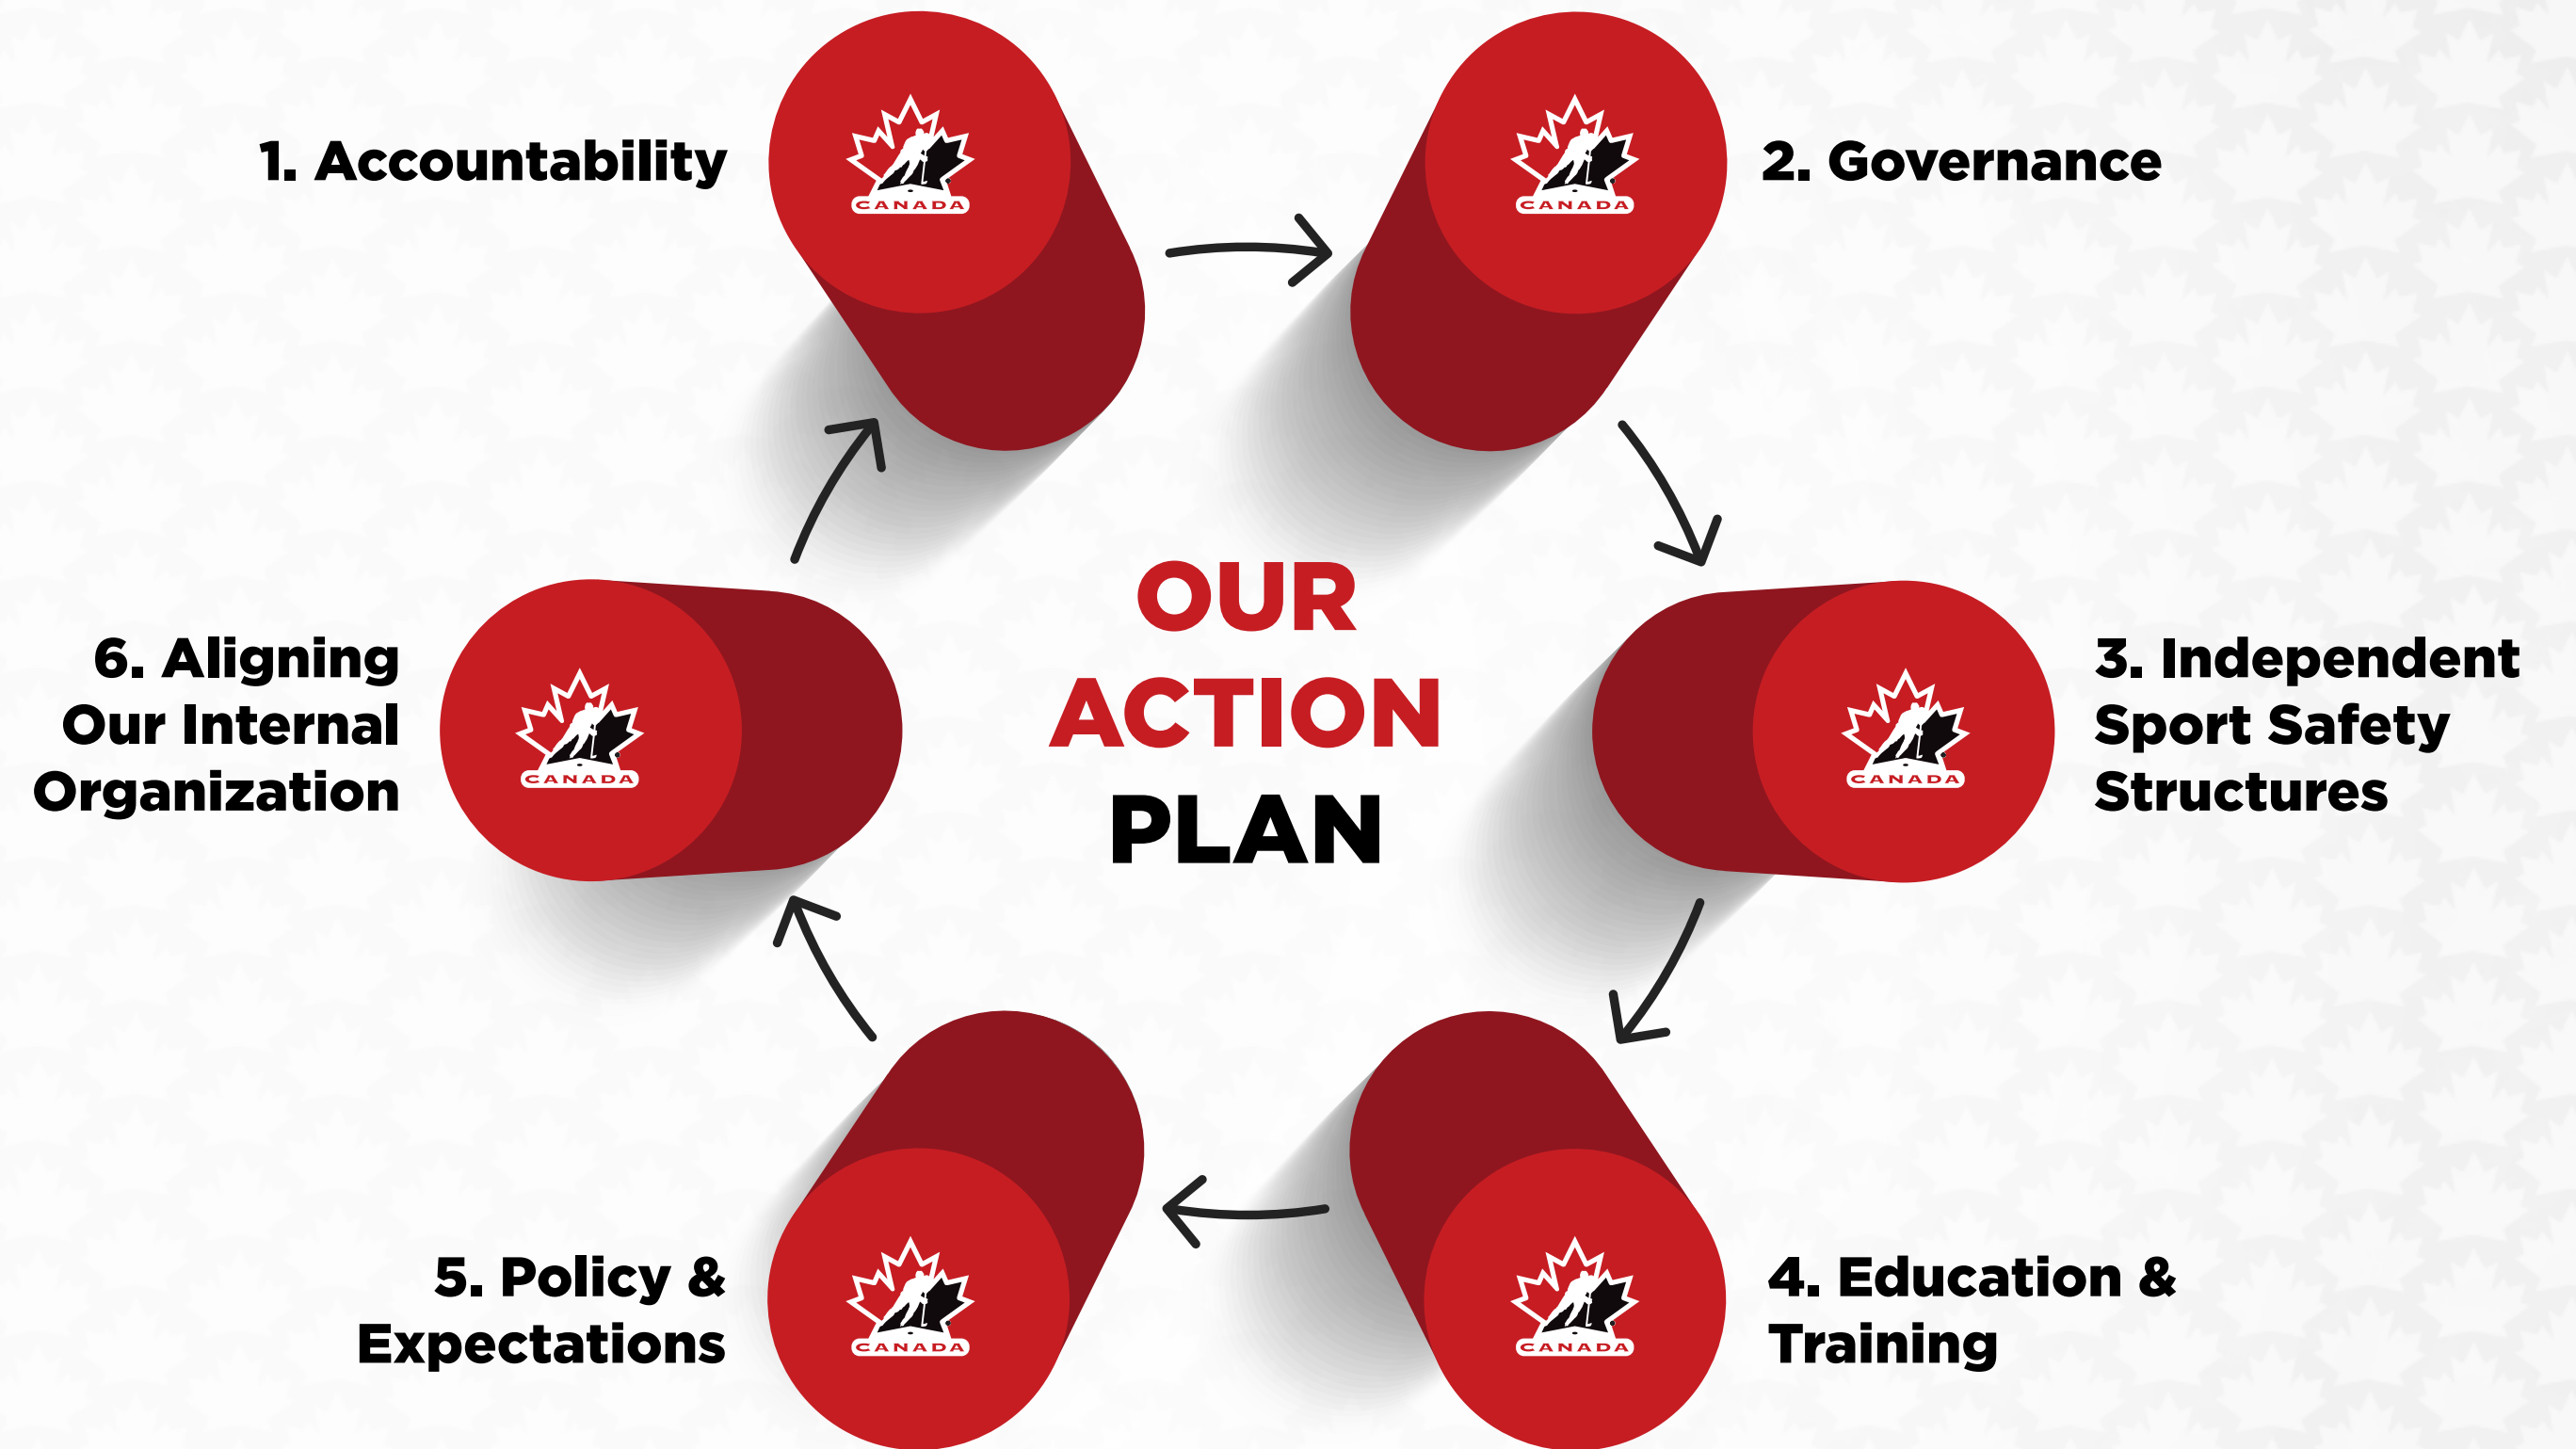 1. Accountability
CANADA
CANADA
2. Governance
OUR
ACTION
PLAN
6. Aligning
Our Internal
Organization
CANADA
CANADA
3. Independent
Sport Safety
Structures
5. Policy &
Expectations
CANADA
CANADA
4. Education &
Training